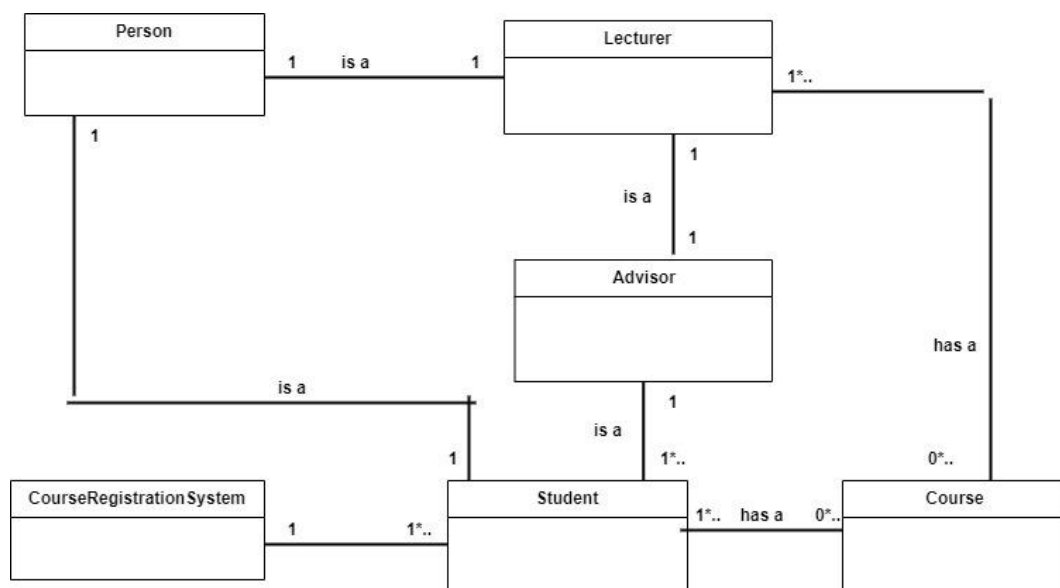 Person
Lecturer
1 is a 1
1*..
1
1
is a
1
Advisor
has a
is a
1
is a
1
1*..
0*..
CourseRegistrationSystem
Student
Course
1*.. has a 0*..
1 1*..